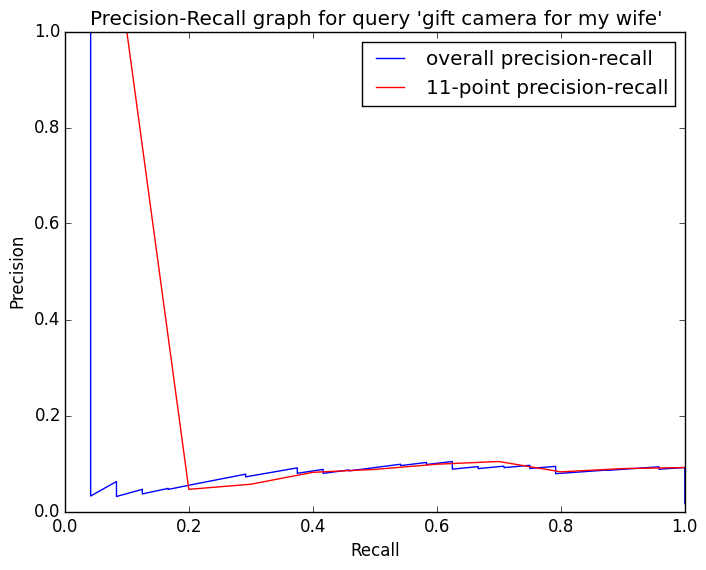 Precision-Recall graph for query 'gift camera for my wife'
overall precision-recall
11-point precision-recall
Precision
1.0
0.8
0.6
0.4
0.2
0.0
0.0 0.2 0.4 0.6 0.8 1.0
Recall